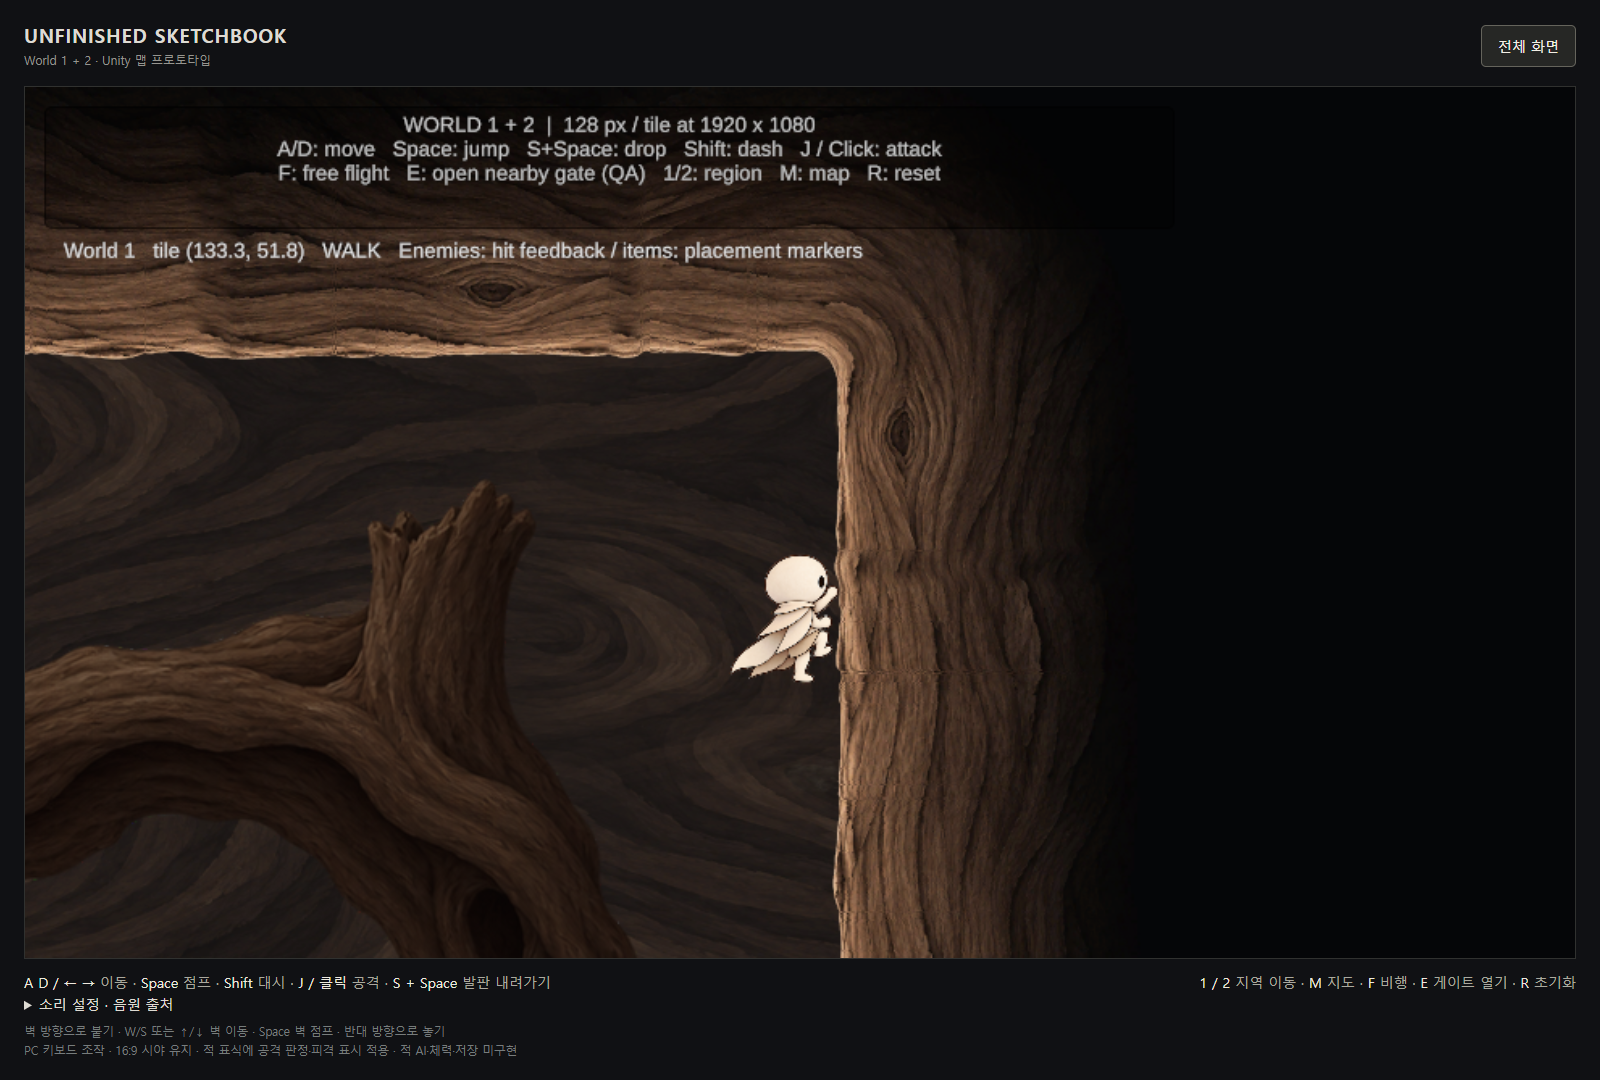 UNFINISHED SKETCHBOOK
World 1 + 2 · Unity 맵 프로토타입
전체 화면
WORLD 1 + 2 | 128 px / tile at 1920 x 1080
A/D: move Space: jump S+Space: drop Shift: dash J / Click: attack
F: free flight E: open nearby gate (QA) 1/2: region M: map R: reset
World 1 tile (133.3, 51.8) WALK Enemies: hit feedback / items: placement markers
A D / ← → 이동 · Space 점프 · Shift 대시 · J / 클릭 공격 · S + Space 발판 내려가기
1 / 2 지역 이동 · M 지도 · F 비행 · E 게이트 열기 · R 초기화
▶ 소리 설정 · 음원 출처
벽 방향으로 붙기 · W/S 또는 ↑/↓ 벽 이동 · Space 벽 점프 · 반대 방향으로 놓기
PC 키보드 조작 · 16:9 시야 유지 · 적 표식에 공격 판정·피격 표시 적용 · 적 AI·체력·저장 미구현